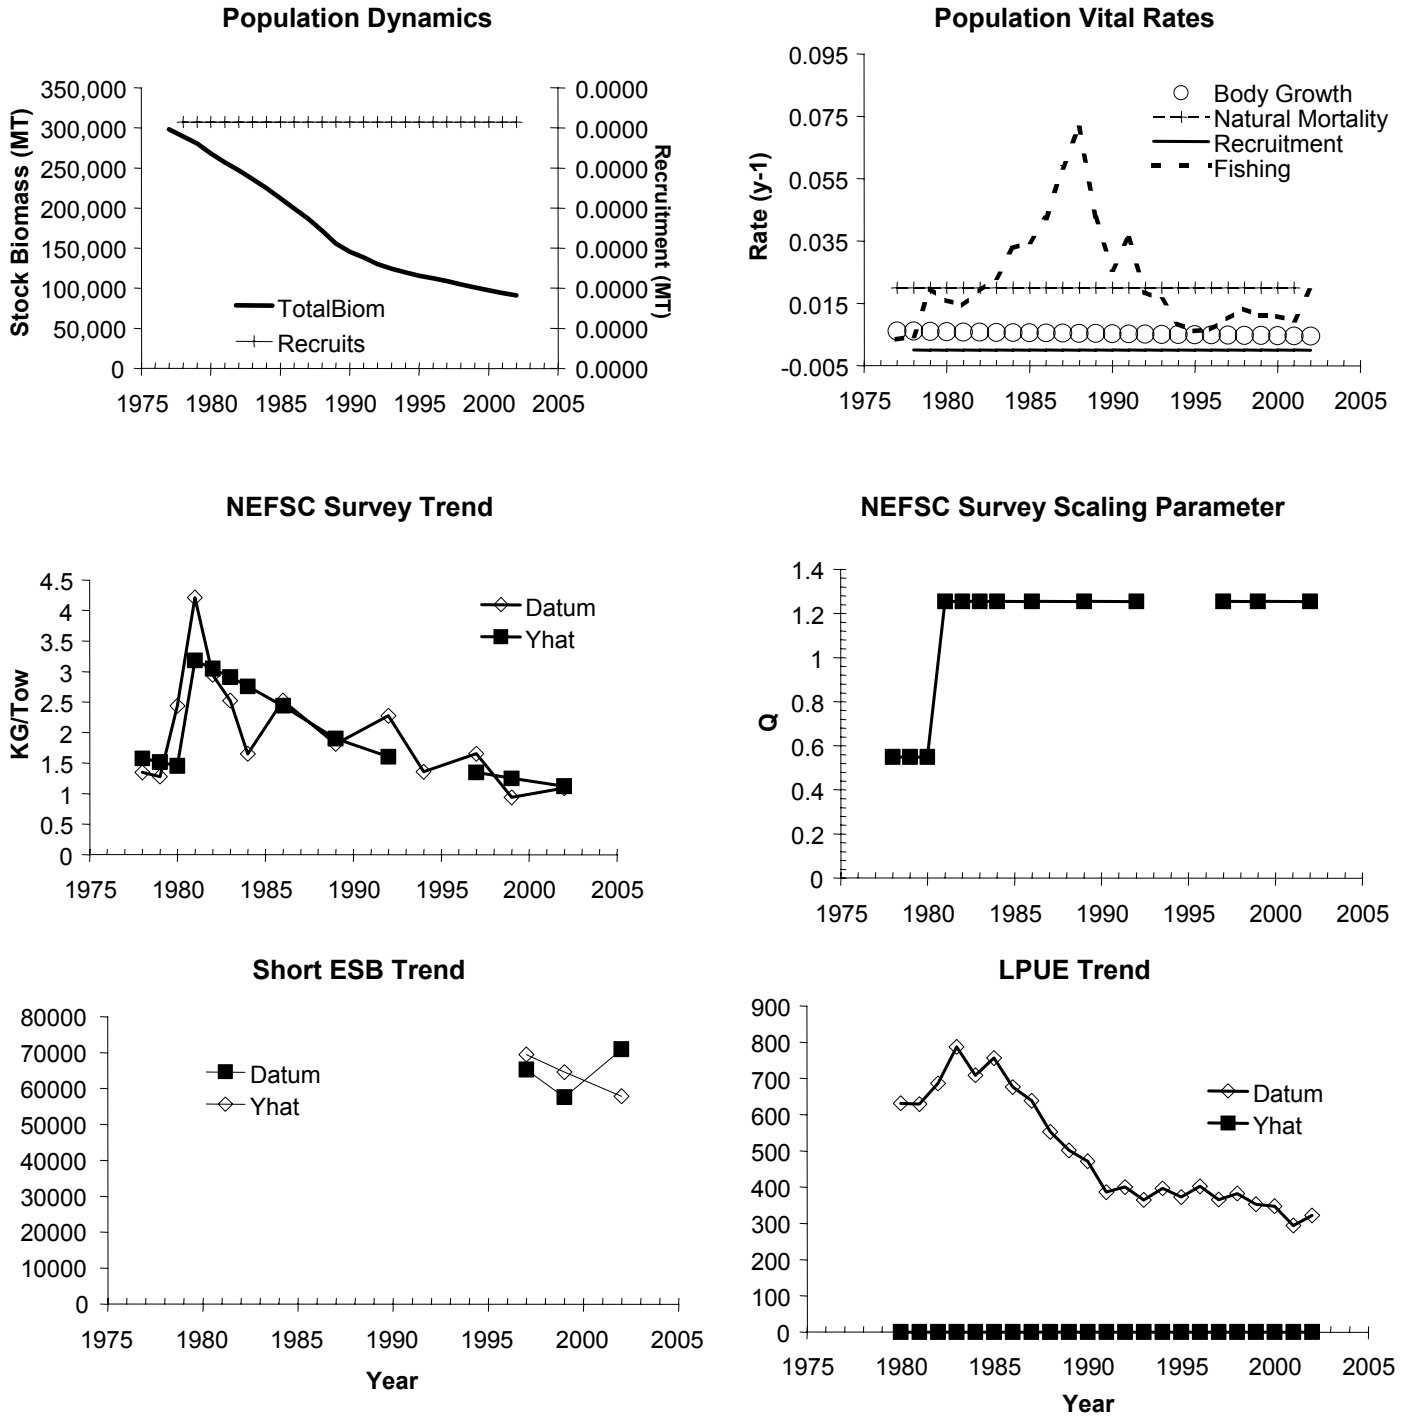 Population Dynamics
Stock Biomass (MT)
350,000
300,000
250,000
200,000
150,000
100,000
50,000
0
0.0000
0.0000
0.0000
0.0000
0.0000
0.0000
0.0000
0.0000
Recruitment (MT)
TotalBiom
Recruits
1975 1980 1985 1990 1995 2000 2005
Population Vital Rates
Rate (y-1)
0.095
0.075
0.055
0.035
0.015
-0.005
Body Growth
Natural Mortality
Recruitment
Fishing
1975 1980 1985 1990 1995 2000 2005
NEFSC Survey Trend
KG/Tow
4.5
4
3.5
3
2.5
2
1.5
1
0.5
0
Datum
Yhat
1975 1980 1985 1990 1995 2000 2005
NEFSC Survey Scaling Parameter
Q
1.4
1.2
1
0.8
0.6
0.4
0.2
0
1975 1980 1985 1990 1995 2000 2005
Short ESB Trend
80000
70000
60000
50000
40000
30000
20000
10000
0
Datum
Yhat
1975 1980 1985 1990 1995 2000 2005
Year
LPUE Trend
900
800
700
600
500
400
300
200
100
0
Datum
Yhat
1975 1980 1985 1990 1995 2000 2005
Year